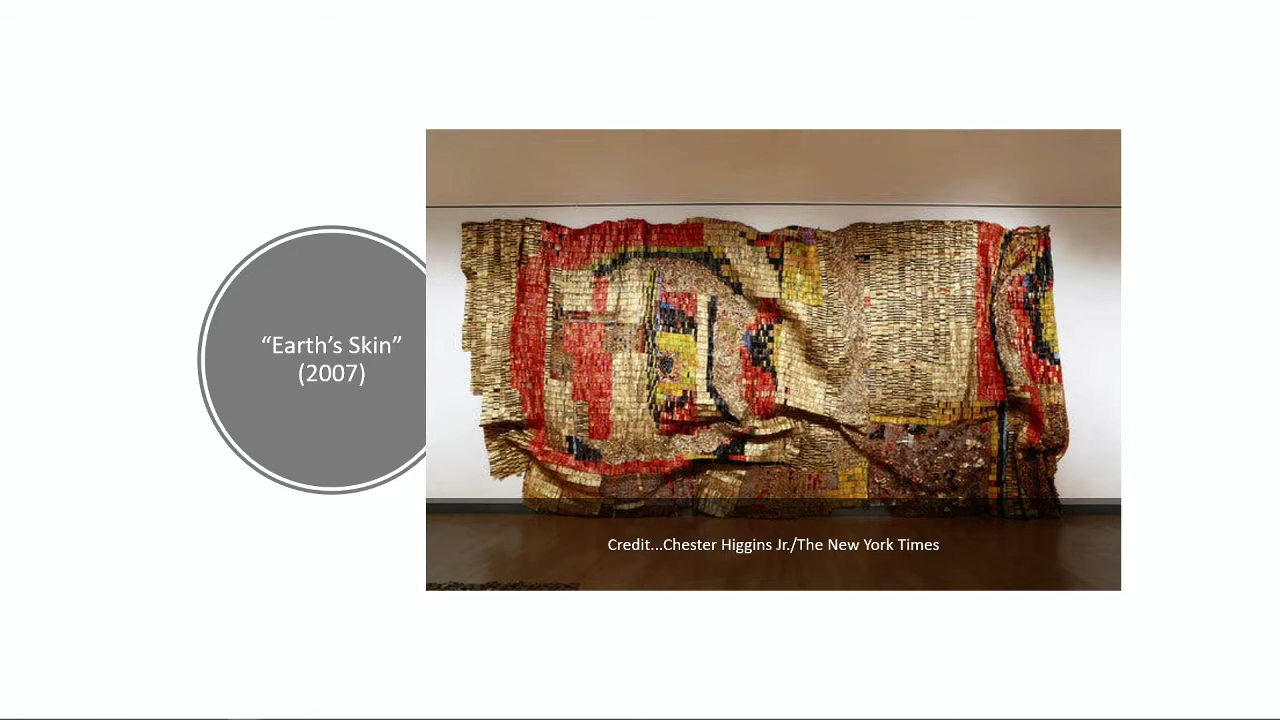 “Earth’s Skin”
(2007)
Credit...Chester Higgins Jr./The New York Times